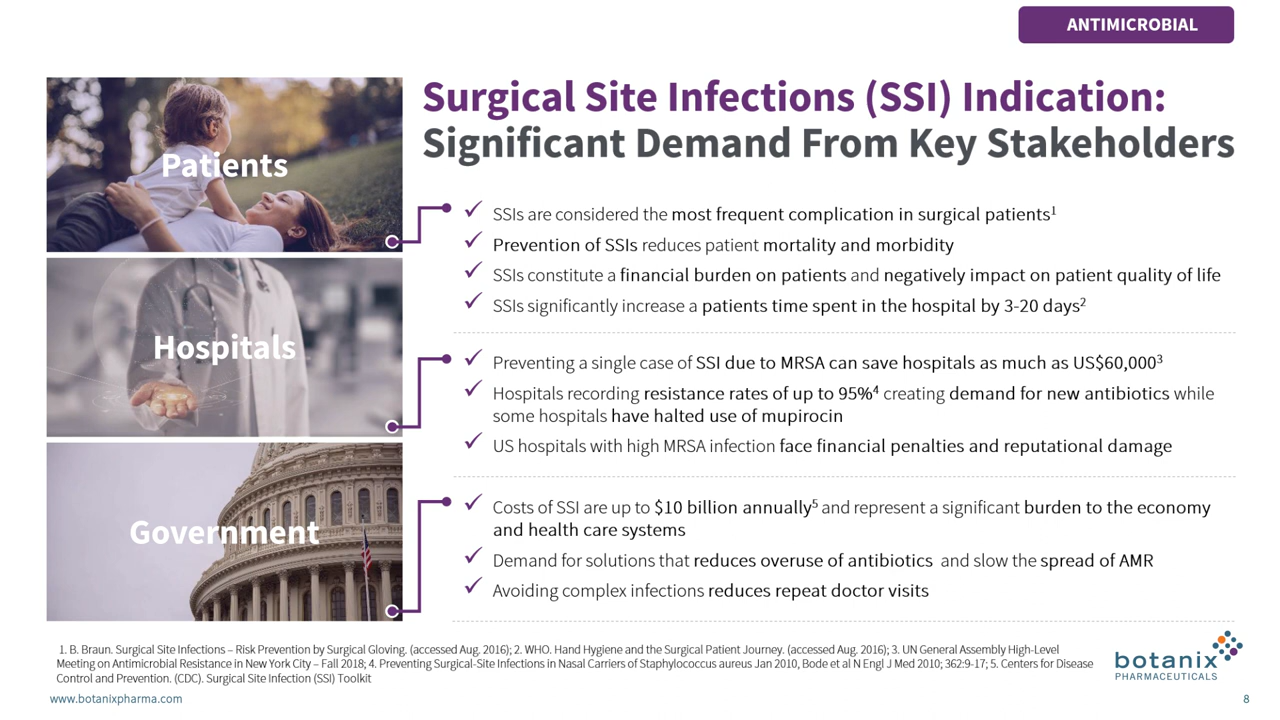 ANTIMICROBIAL
Surgical Site Infections (SSI) Indication:
Significant Demand From Key Stakeholders
Patients
✓ SSIs are considered the most frequent complication in surgical patients¹
✓ Prevention of SSIs reduces patient mortality and morbidity
✓ SSIs constitute a financial burden on patients and negatively impact on patient quality of life
✓ SSIs significantly increase a patients time spent in the hospital by 3-20 days²
Hospitals
✓ Preventing a single case of SSI due to MRSA can save hospitals as much as US$60,000³
✓ Hospitals recording resistance rates of up to 95%⁴ creating demand for new antibiotics while
some hospitals have halted use of mupirocin
✓ US hospitals with high MRSA infection face financial penalties and reputational damage
Government
✓ Costs of SSI are up to $10 billion annually⁵ and represent a significant burden to the economy
and health care systems
✓ Demand for solutions that reduces overuse of antibiotics and slow the spread of AMR
✓ Avoiding complex infections reduces repeat doctor visits
1. B. Braun. Surgical Site Infections – Risk Prevention by Surgical Gloving. (accessed Aug. 2016); 2. WHO. Hand Hygiene and the Surgical Patient Journey. (accessed Aug. 2016); 3. UN General Assembly High-Level
Meeting on Antimicrobial Resistance in New York City – Fall 2018; 4. Preventing Surgical-Site Infections in Nasal Carriers of Staphylococcus aureus Jan 2010, Bode et al N Engl J Med 2010; 362:9-17; 5. Centers for Disease
Control and Prevention. (CDC). Surgical Site Infection (SSI) Toolkit
botanix
PHARMACEUTICALS
www.botanixpharma.com
8